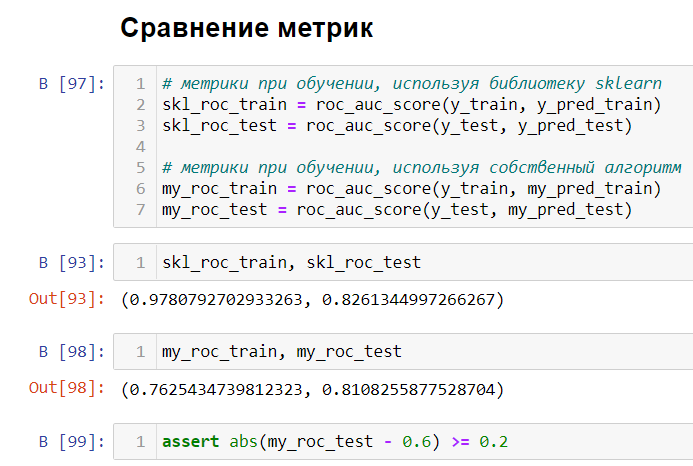 Сравнение метрик
В [97]:
1 # метрики при обучении, используя библиотеку sklearn
2 skl_roc_train = roc_auc_score(y_train, y_pred_train)
3 skl_roc_test = roc_auc_score(y_test, y_pred_test)
4
5 # метрики при обучении, используя собственный алгоритм
6 my_roc_train = roc_auc_score(y_train, my_pred_train)
7 my_roc_test = roc_auc_score(y_test, my_pred_test)
В [93]: 1 skl_roc_train, skl_roc_test
Out[93]: (0.9780792702933263, 0.8261344997266267)
В [98]: 1 my_roc_train, my_roc_test
Out[98]: (0.7625434739812323, 0.8108255877528704)
В [99]: 1 assert abs(my_roc_test - 0.6) >= 0.2